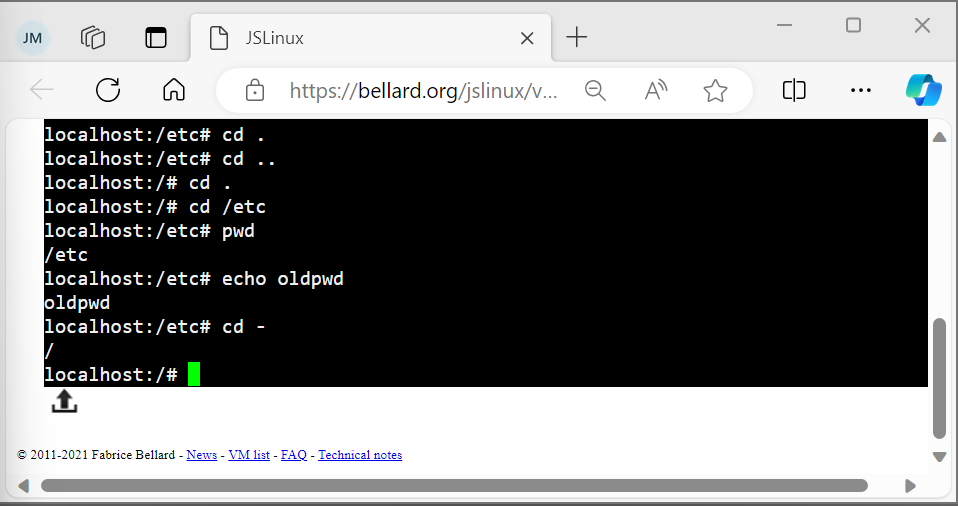 JM
JSLinux
https://bellard.org/jslinux/v...
localhost:/etc# cd .
localhost:/etc# cd ..
localhost:/# cd .
localhost:/# cd /etc
localhost:/etc# pwd
/etc
localhost:/etc# echo oldpwd
oldpwd
localhost:/etc# cd -
/
localhost:/#
© 2011-2021 Fabrice Bellard - News - VM list - FAQ - Technical notes